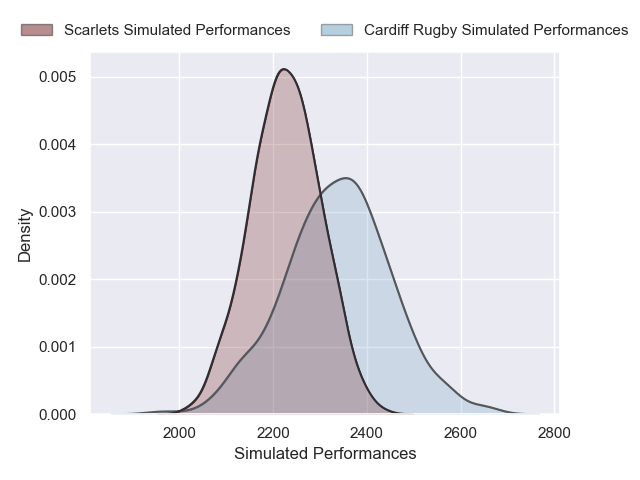 Scarlets Simulated Performances
Cardiff Rugby Simulated Performances
0.005
0.004
0.003
0.002
0.001
0.000
Density
2000
2200
2400
2600
2800
Simulated Performances